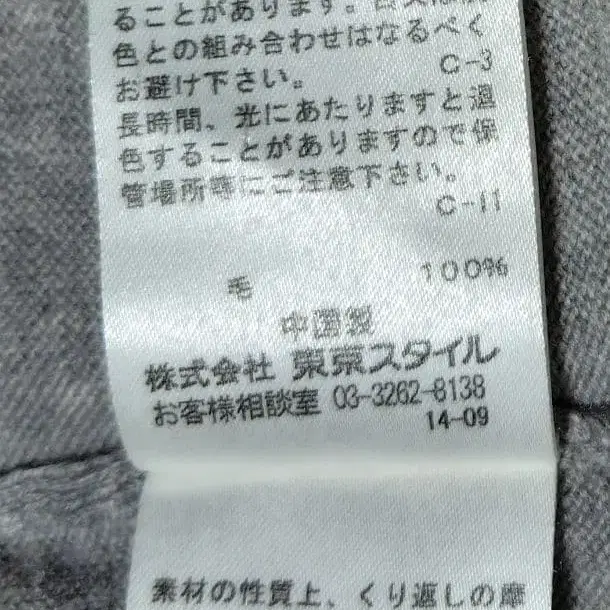 ることがあります。
色との組み合わせはなるべく
お避け下さい。
C-3
長時間、光にあたりますと退
色することがありますので保
管場所等にご注意下さい。
C-11
毛 100%
中国製
株式会社 東京スタイル
お客様相談室 03-3262-8138
14-09
素材の性質上、くり返しの摩